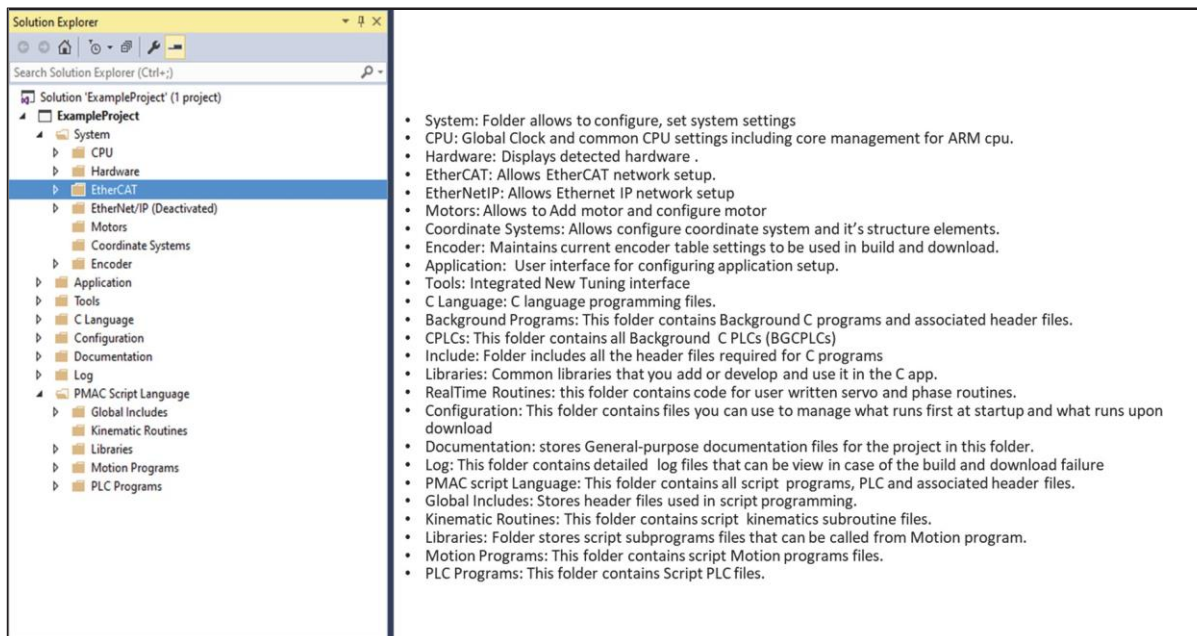 Solution Explorer
Search Solution Explorer (Ctrl+;)
Solution 'ExampleProject' (1 project)
ExampleProject
System
CPU
Hardware
EtherCAT
EtherNet/IP (Deactivated)
Motors
Coordinate Systems
Encoder
Application
Tools
C Language
Configuration
Documentation
Log
PMAC Script Language
Global Includes
Kinematic Routines
Libraries
Motion Programs
PLC Programs
• System: Folder allows to configure, set system settings
• CPU: Global Clock and common CPU settings including core management for ARM cpu.
• Hardware: Displays detected hardware .
• EtherCAT: Allows EtherCAT network setup.
• EtherNetIP: Allows Ethernet IP network setup
• Motors: Allows to Add motor and configure motor
• Coordinate Systems: Allows configure coordinate system and it's structure elements.
• Encoder: Maintains current encoder table settings to be used in build and download.
• Application: User interface for configuring application setup.
• Tools: Integrated New Tuning interface
• C Language: C language programming files.
• Background Programs: This folder contains Background C programs and associated header files.
• CPLCs: This folder contains all Background C PLCs (BGCPLCs)
• Include: Folder includes all the header files required for C programs
• Libraries: Common libraries that you add or develop and use it in the C app.
• RealTime Routines: this folder contains code for user written servo and phase routines.
• Configuration: This folder contains files you can use to manage what runs first at startup and what runs upon
download
• Documentation: stores General-purpose documentation files for the project in this folder.
• Log: This folder contains detailed log files that can be view in case of the build and download failure
• PMAC script Language: This folder contains all script programs, PLC and associated header files.
• Global Includes: Stores header files used in script programming.
• Kinematic Routines: This folder contains script kinematics subroutine files.
• Libraries: Folder stores script subprograms files that can be called from Motion program.
• Motion Programs: This folder contains script Motion programs files.
• PLC Programs: This folder contains Script PLC files.